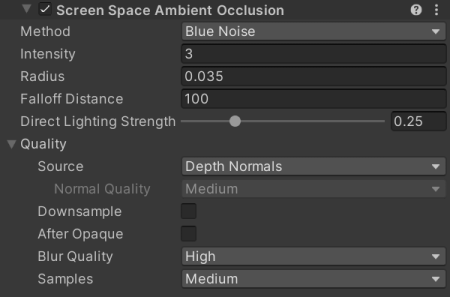 Screen Space Ambient Occlusion
Method Blue Noise
Intensity 3
Radius 0.035
Falloff Distance 100
Direct Lighting Strength 0.25
Quality
Source Depth Normals
Normal Quality Medium
Downsample
After Opaque
Blur Quality High
Samples Medium